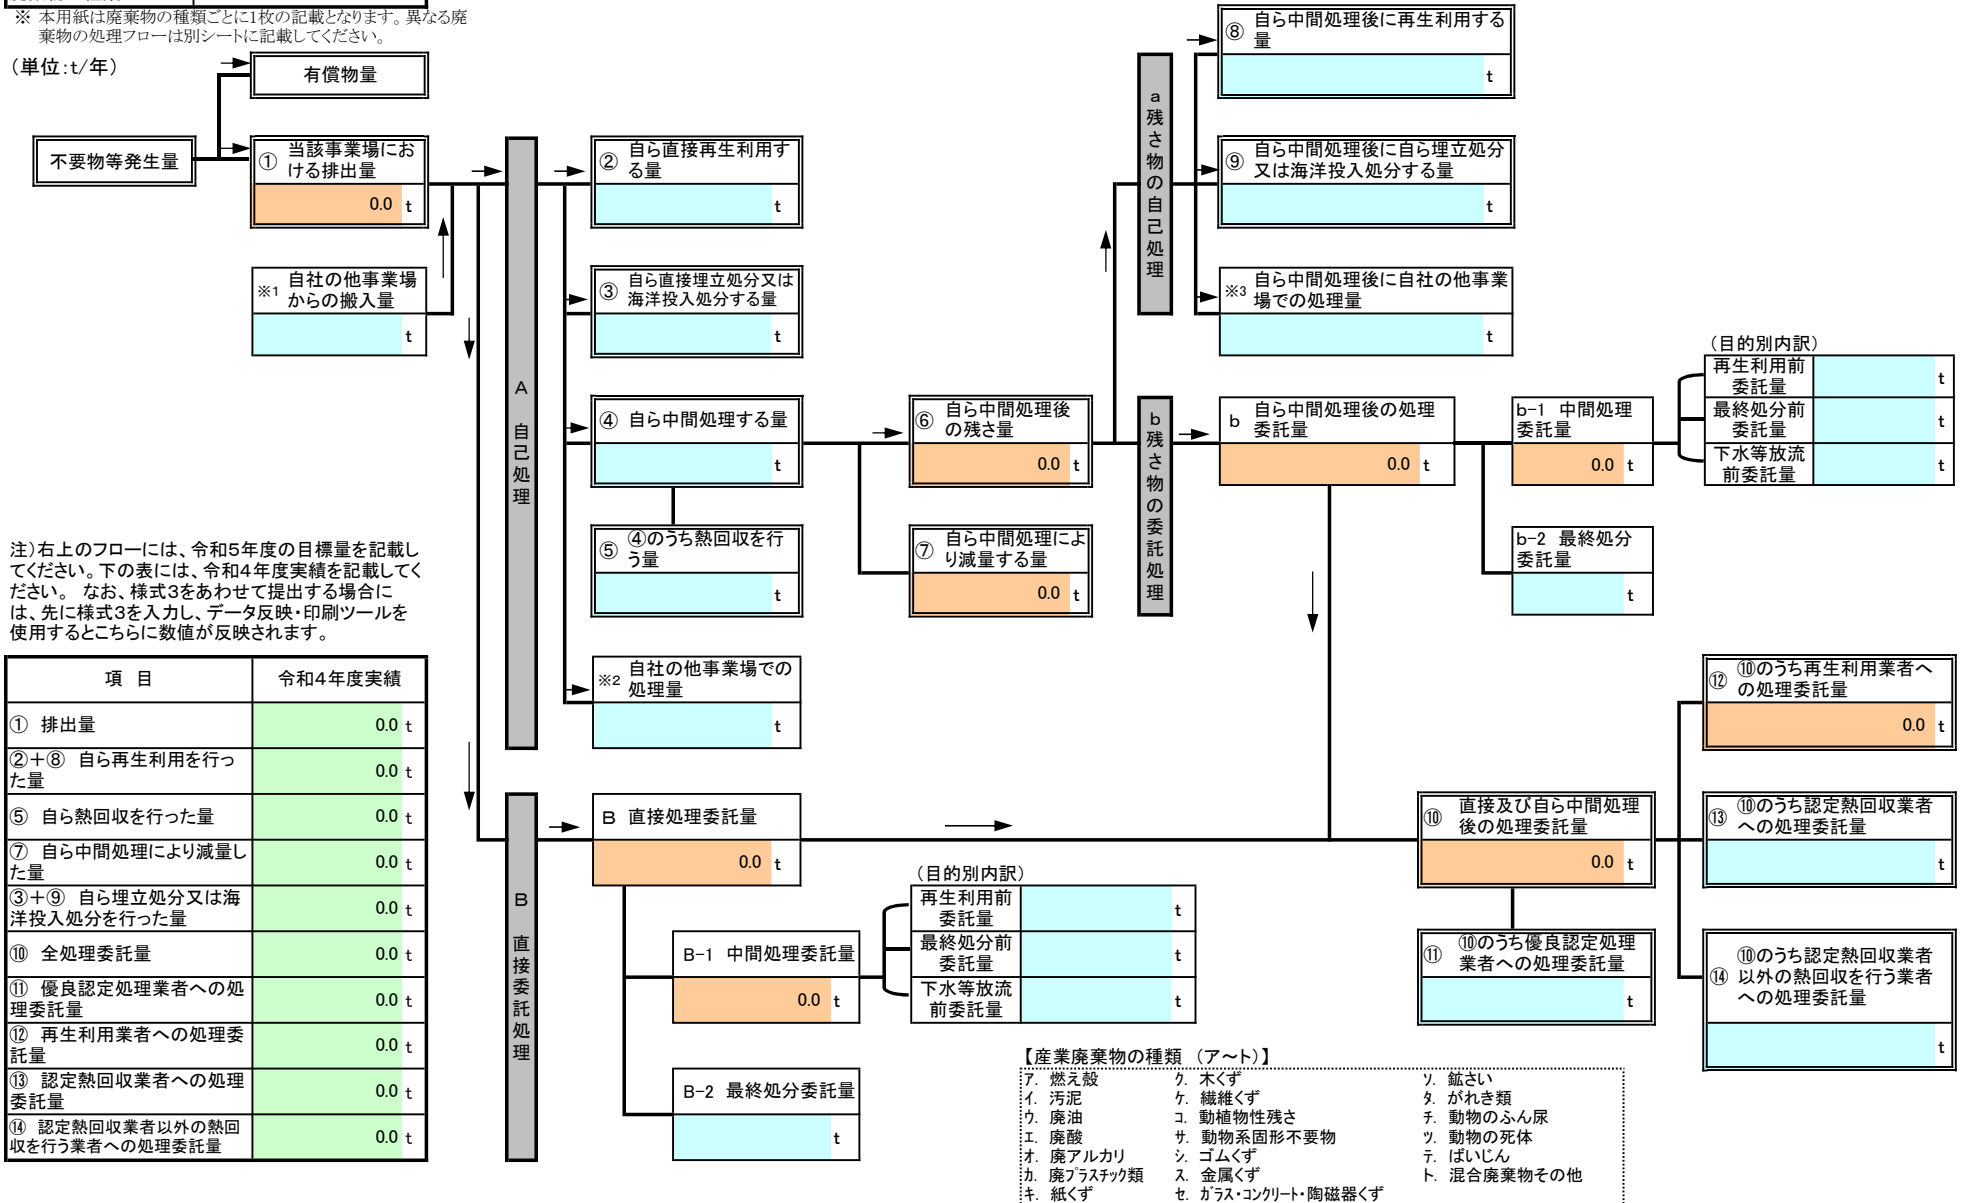 ※ 本用紙は廃棄物の種類ごとに1枚の記載となります。異なる廃
棄物の処理フローは別シートに記載してください。
(単位:t/年)
有償物量
不要物等発生量
① 当該事業場にお
ける排出量
0.0 t
※1 自社の他事業場
からの搬入量
t
A 自己処理
② 自ら直接再生利用す
る量
t
③ 自ら直接埋立処分又は
海洋投入処分する量
t
④ 自ら中間処理する量
t
⑤ ④のうち熱回収を行
う量
t
※2 自社の他事業場での
処理量
t
⑥ 自ら中間処理後
の残さ量
0.0 t
⑦ 自ら中間処理によ
り減量する量
0.0 t
a 残さ物の自己処理
⑧ 自ら中間処理後に再生利用する
量
t
⑨ 自ら中間処理後に自ら埋立処分
又は海洋投入処分する量
t
※3 自ら中間処理後に自社の他事業
場での処理量
t
b 残さ物の委託処理
b 自ら中間処理後の処理
委託量
0.0 t
b-1 中間処理
委託量
0.0 t
b-2 最終処分
委託量
t
(目的別内訳)
再生利用前
委託量
t
最終処分前
委託量
t
下水等放流
前委託量
t
注)右上のフローには、令和5年度の目標量を記載し
てください。下の表には、令和4年度実績を記載してく
ださい。 なお、様式3をあわせて提出する場合に
は、先に様式3を入力し、データ反映・印刷ツールを
使用するとこちらに数値が反映されます。
項 目 令和4年度実績
① 排出量 0.0 t
②+⑧ 自ら再生利用を行っ
た量 0.0 t
⑤ 自ら熱回収を行った量 0.0 t
⑦ 自ら中間処理により減量し
た量 0.0 t
③+⑨ 自ら埋立処分又は海
洋投入処分を行った量 0.0 t
⑩ 全処理委託量 0.0 t
⑪ 優良認定処理業者への処
理委託量 0.0 t
⑫ 再生利用業者への処理委
託量 0.0 t
⑬ 認定熱回収業者への処理
委託量 0.0 t
⑭ 認定熱回収業者以外の熱回
収を行う業者への処理委託量 0.0 t
B 直接委託処理
B 直接処理委託量
0.0 t
B-1 中間処理委託量
0.0 t
B-2 最終処分委託量
t
(目的別内訳)
再生利用前
委託量
t
最終処分前
委託量
t
下水等放流
前委託量
t
⑩ 直接及び自ら中間処理
後の処理委託量
0.0 t
⑪ ⑩のうち優良認定処理
業者への処理委託量
t
⑫ ⑩のうち再生利用業者へ
の処理委託量
0.0 t
⑬ ⑩のうち認定熱回収業者
への処理委託量
t
⑭ ⑩のうち認定熱回収業者
以外の熱回収を行う業者
への処理委託量
t
【産業廃棄物の種類 (ア~ト)】
ア. 燃え殻 ク. 木くず ソ. 鉱さい
イ. 汚泥 ケ. 繊維くず タ. がれき類
ウ. 廃油 コ. 動植物性残さ チ. 動物のふん尿
エ. 廃酸 サ. 動物系固形不要物 ツ. 動物の死体
オ. 廃アルカリ シ. ゴムくず テ. ばいじん
カ. 廃プラスチック類 ス. 金属くず ト. 混合廃棄物その他
キ. 紙くず セ. ガラス・コンクリート・陶磁器くず